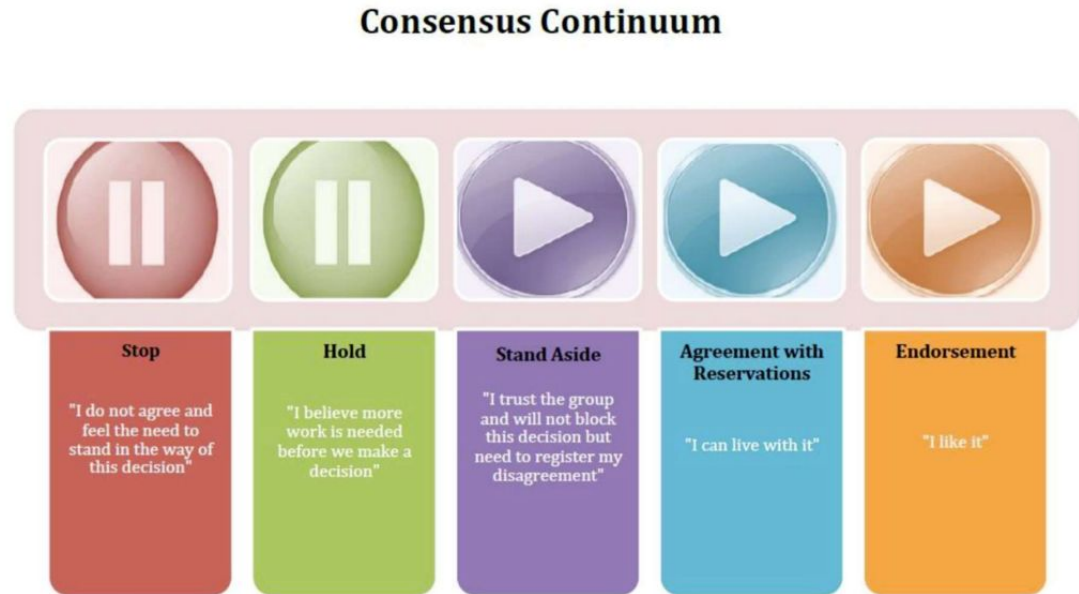 Consensus Continuum
Stop
"I do not agree and
feel the need to
stand in the way of
this decision"
Hold
"I believe more
work is needed
before we make a
decision"
Stand Aside
"I trust the group
and will not block
this decision but
need to register my
disagreement"
Agreement with
Reservations
"I can live with it"
Endorsement
"I like it"